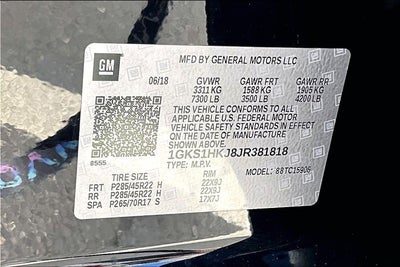 GM
MFD BY GENERAL MOTORS LLC
06/18 GVWR GAWR FRT GAWR RR
3311 KG 1588 KG 1905 KG
7300 LB 3500 LB 4200 LB
THIS VEHICLE CONFORMS TO ALL
APPLICABLE U.S. FEDERAL MOTOR
VEHICLE SAFETY STANDARDS IN EFFECT
ON THE DATE OF MANUFACTURE
SHOWN ABOVE.
1GKS1HKJ8JR381818
TYPE: M.P.V. MODEL:
TIRE SIZE RIM
FRT P285/45R22 H 22X9J
RR P285/45R22 H 22X9J
SPA P265/70R17 S 17X7J